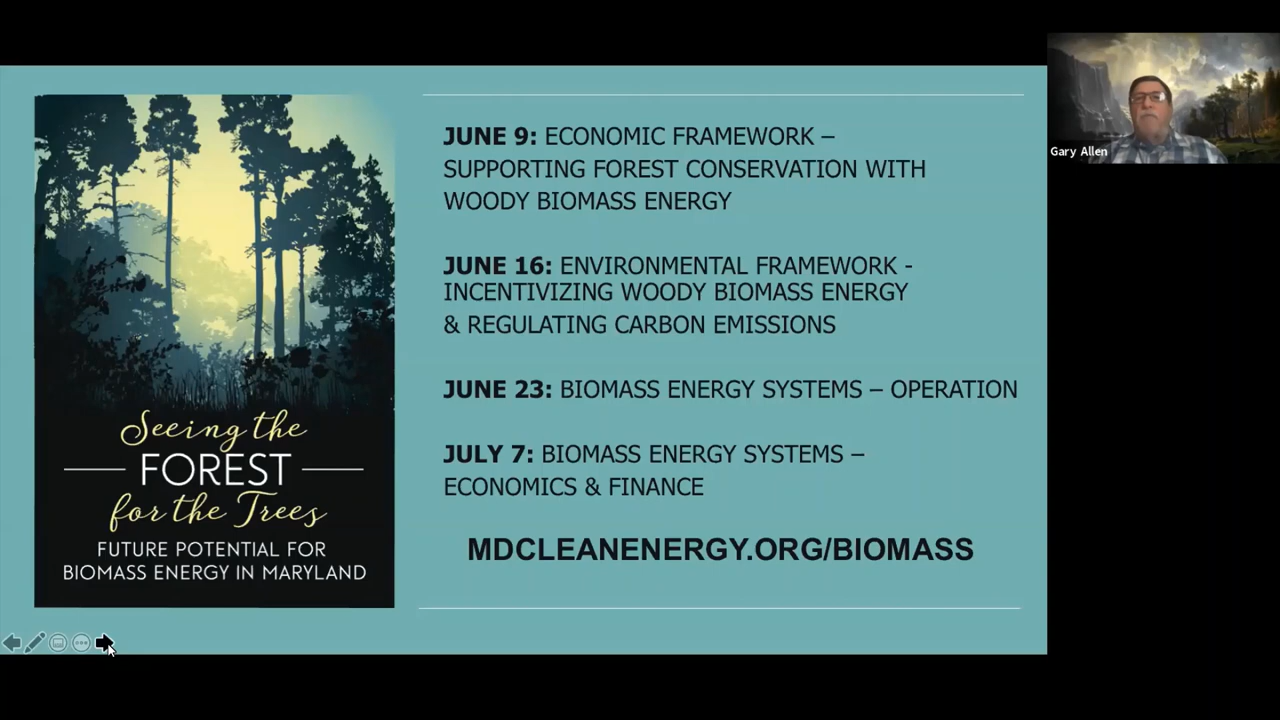 JUNE 9: ECONOMIC FRAMEWORK –
SUPPORTING FOREST CONSERVATION WITH
WOODY BIOMASS ENERGY
JUNE 16: ENVIRONMENTAL FRAMEWORK -
INCENTIVIZING WOODY BIOMASS ENERGY
& REGULATING CARBON EMISSIONS
JUNE 23: BIOMASS ENERGY SYSTEMS – OPERATION
JULY 7: BIOMASS ENERGY SYSTEMS –
ECONOMICS & FINANCE
MDCLEANENERGY.ORG/BIOMASS
Seeing the
FOREST
for the Trees
FUTURE POTENTIAL FOR
BIOMASS ENERGY IN MARYLAND
Gary Allen